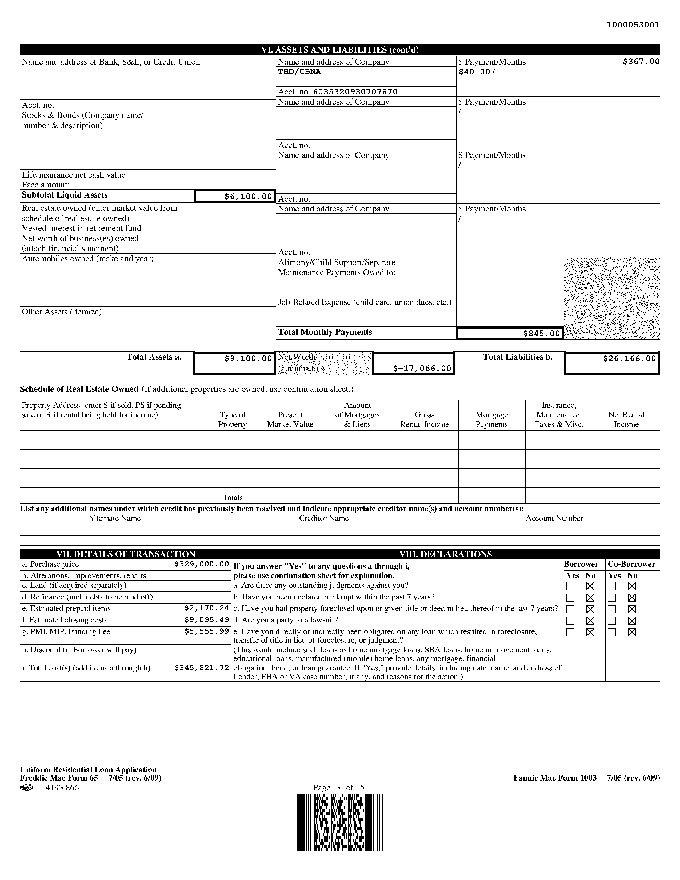 1000053001
VI. ASSETS AND LIABILITIES (cont'd)
Name and address of Bank, S&L, or Credit Union
Name and address of Company
$ Payment/Months
$367.00
THD/CBNA
$40.00/
Acct. no. 6035320930707670
Acct. no.
Name and address of Company
$ Payment/Months
/
Stocks & Bonds (Company name/
number & description)
Acct. no.
Name and address of Company
$ Payment/Months
/
Life insurance net cash value
Face amount
Subtotal Liquid Assets
$6,100.00
Acct. no.
Real estate owned (enter market value from
schedule of real estate owned)
Name and address of Company
$ Payment/Months
/
Vested interest in retirement fund
Net worth of business(es) owned
(attach financial statement)
Acct. no.
Automobiles owned (make and year)
Alimony/Child Support/Separate
Maintenance Payments Owed to:
Job-Related Expense (child care, union dues, etc.)
Other Assets (itemize)
Total Monthly Payments
$845.00
Total Assets a.
$9,100.00
Net Worth
$-17,066.00
Total Liabilities b.
$26,166.00
Schedule of Real Estate Owned (If additional properties are owned, use continuation sheet.)
Property Address (enter S if sold, PS if pending
sale or R if rental being held for income)
Type of
Property
Present
Market Value
Amount
of Mortgages
& Liens
Gross
Rental Income
Mortgage
Payments
Insurance,
Maintenance,
Taxes & Misc.
Net Rental
Income
Totals
List any additional names under which credit has previously been received and indicate appropriate creditor name(s) and account number(s):
Alternate Name
Creditor Name
Account Number
VII. DETAILS OF TRANSACTION
VIII. DECLARATIONS
a. Purchase price
$329,000.00
If you answer "Yes" to any questions a through i,
please use continuation sheet for explanation.
Borrower
Co-Borrower
Yes No
Yes No
b. Alterations, improvements, repairs
c. Land (if acquired separately)
a. Are there any outstanding judgments against you?
d. Refinance (incl. debts to be paid off)
b. Have you been declared bankrupt within the past 7 years?
e. Estimated prepaid items
c. Have you had property foreclosed upon or given title or deed in lieu thereof in the last 7 years?
f. Estimated closing costs
d. Are you a party to a lawsuit?
g. PMI, MIP, Funding Fee
e. Have you directly or indirectly been obligated on any loan which resulted in foreclosure,
transfer of title in lieu of foreclosure, or judgment?
h. Discount (if Borrower will pay)
(This would include such loans as home mortgage loans, SBA loans, home improvement loans,
educational loans, manufactured (mobile) home loans, any mortgage, financial
i. Total costs (add items a through h)
obligation, bond, or loan guarantee. If "Yes," provide details, including date, name, and address of
Lender, FHA or VA case number, if any, and reasons for the action.)
Uniform Residential Loan Application
Freddie Mac Form 65 7/05 (rev. 6/09)
Fannie Mae Form 1003 7/05 (rev. 6/09)
Page of 5